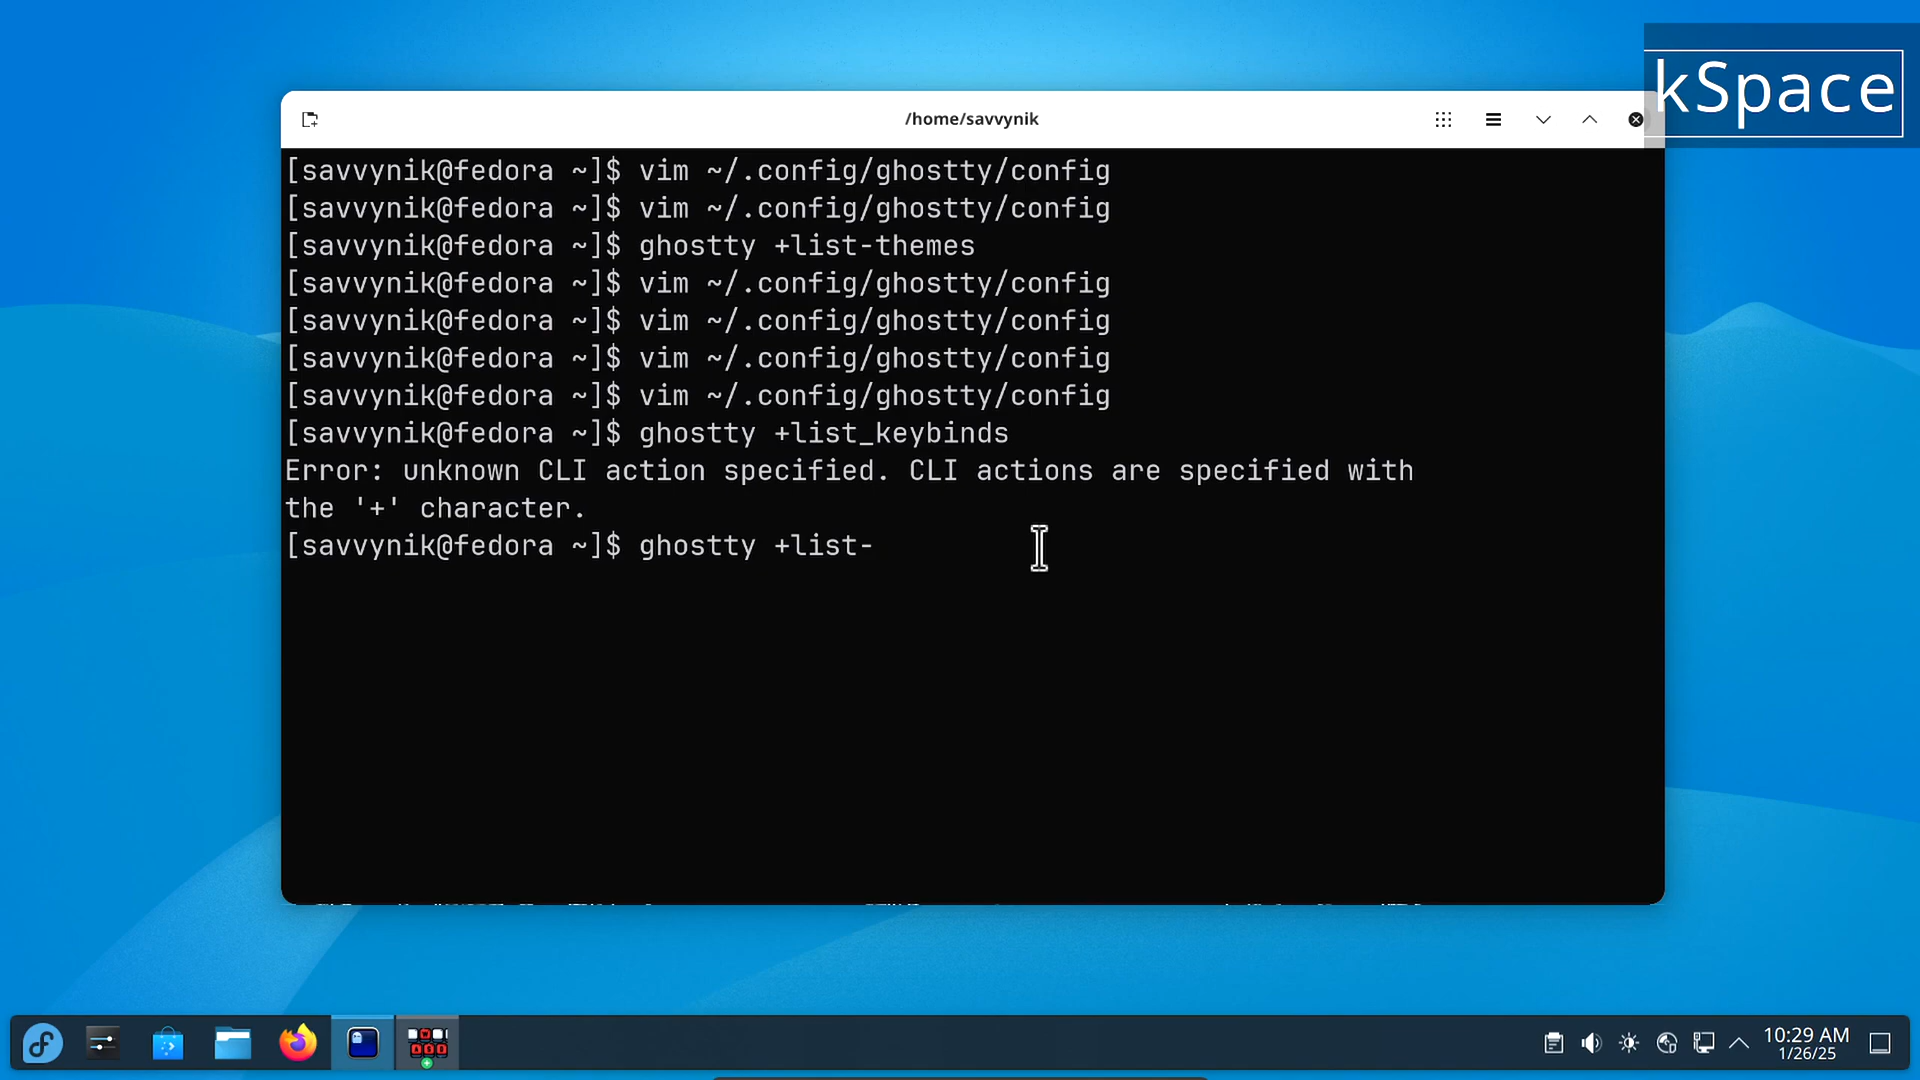 kSpace
/home/savvynik
[savvynik@fedora ~]$ vim ~/.config/ghostty/config
[savvynik@fedora ~]$ vim ~/.config/ghostty/config
[savvynik@fedora ~]$ ghostty +list-themes
[savvynik@fedora ~]$ vim ~/.config/ghostty/config
[savvynik@fedora ~]$ vim ~/.config/ghostty/config
[savvynik@fedora ~]$ vim ~/.config/ghostty/config
[savvynik@fedora ~]$ vim ~/.config/ghostty/config
[savvynik@fedora ~]$ ghostty +list_keybinds
Error: unknown CLI action specified. CLI actions are specified with
the '+' character.
[savvynik@fedora ~]$ ghostty +list-
10:29 AM
1/26/25